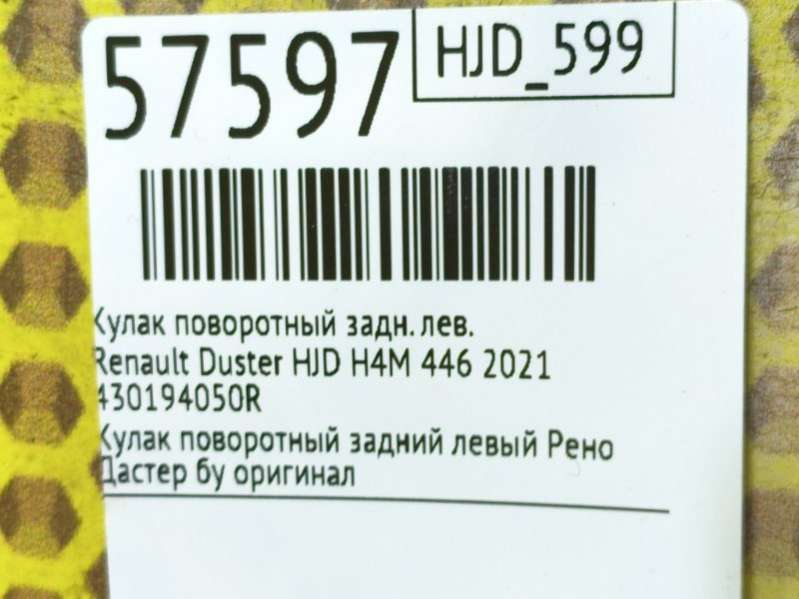 57597
HJD_599
Кулак поворотный задн. лев.
Renault Duster HJD H4M 446 2021
430194050R
Кулак поворотный задний левый Рено
Дастер бу оригинал